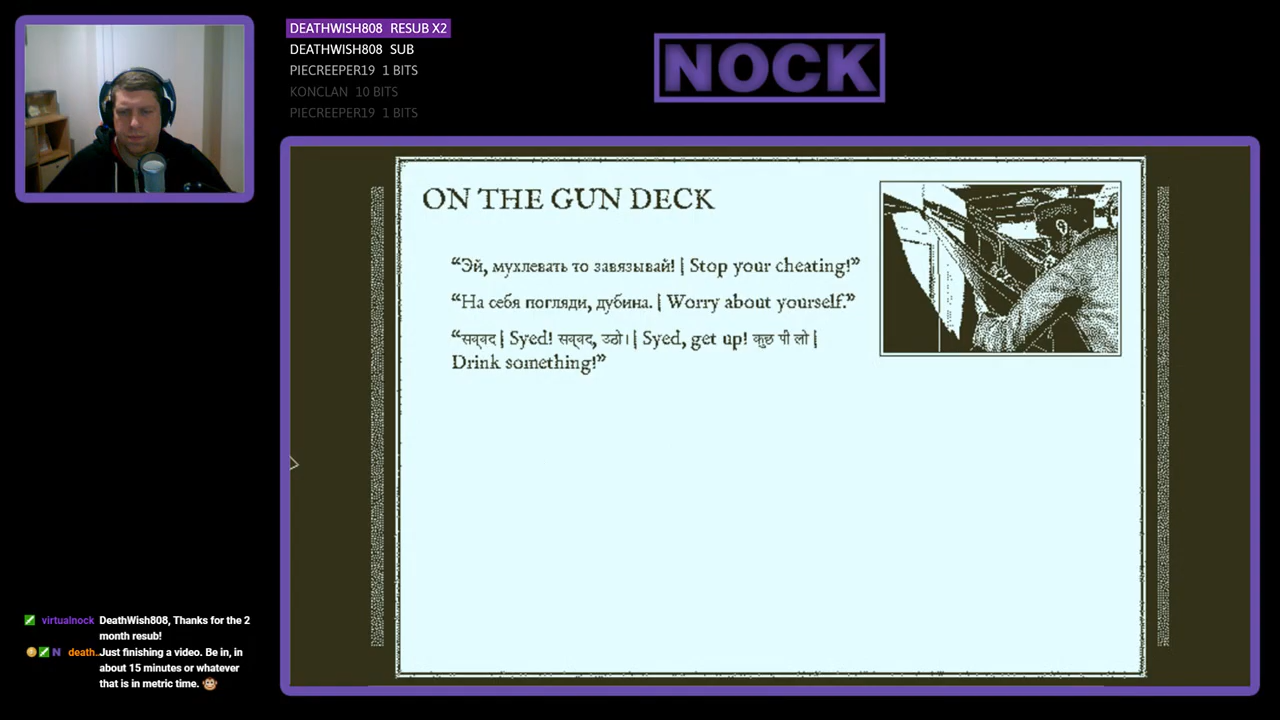 DEATHWISH808 RESUB X2
DEATHWISH808 SUB
PIECREEPER19 1 BITS
KONCLAN 10 BITS
PIECREEPER19 1 BITS
NOCK
ON THE GUN DECK
“Эй, мухлевать то завязывай! | Stop your cheating!”
“На себя погляди, дубина. | Worry about yourself.”
“सय्यद | Syed! सय्यद, उठो। | Syed, get up! कुछ पी लो |
Drink something!”
virtualnock DeathWish808, Thanks for the 2
month resub!
N death.. Just finishing a video. Be in, in
about 15 minutes or whatever
that is in metric time.